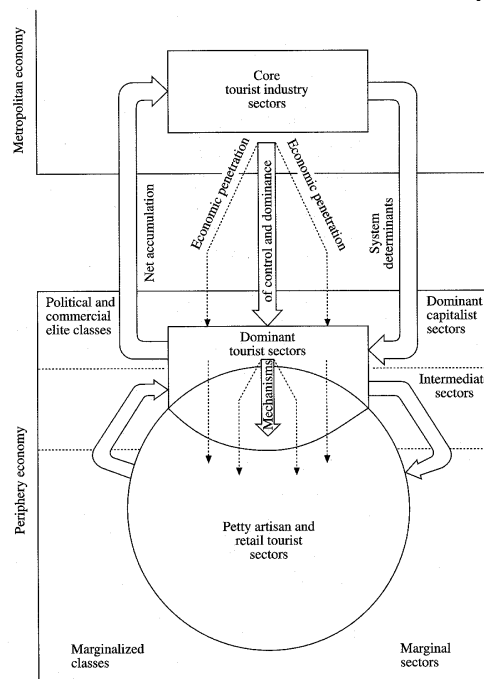 Metropolitan economy
Core
tourist industry
sectors
Economic penetration
Economic penetration
Net accumulation
of control and dominance
System
determinants
Political and
commercial
elite classes
Dominant
capitalist
sectors
Dominant
tourist sectors
Intermediate
sectors
Mechanisms
Periphery economy
Petty artisan and
retail tourist
sectors
Marginalized
classes
Marginal
sectors